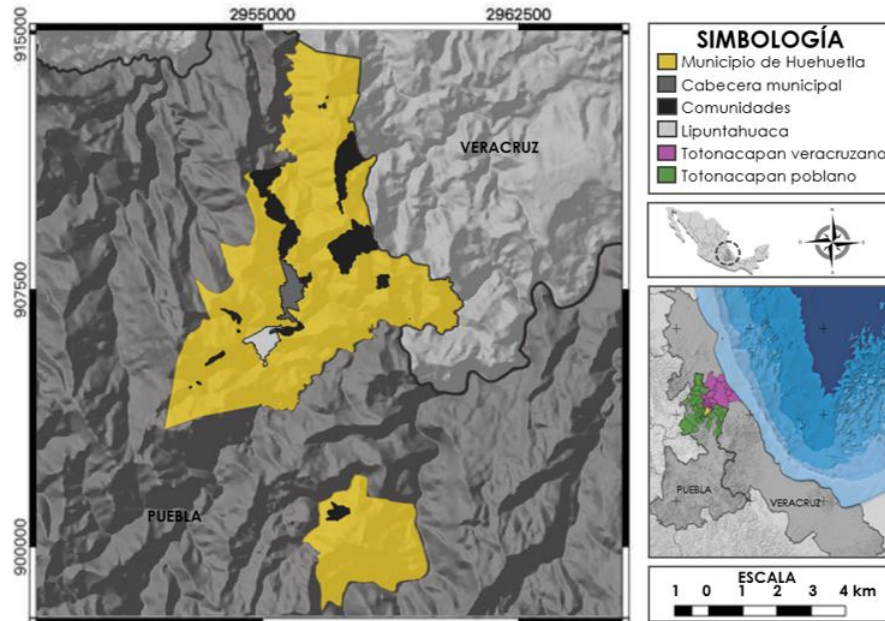 2955000
2962500
915000
907500
900000
VERACRUZ
PUEBLA
SIMBOLOGÍA
Municipio de Huehuetla
Cabecera municipal
Comunidades
Lipuntahuaca
Totonacapan veracruzano
Totonacapan poblano
PUEBLA
VERACRUZ
ESCALA
1 0 1 2 3 4 km